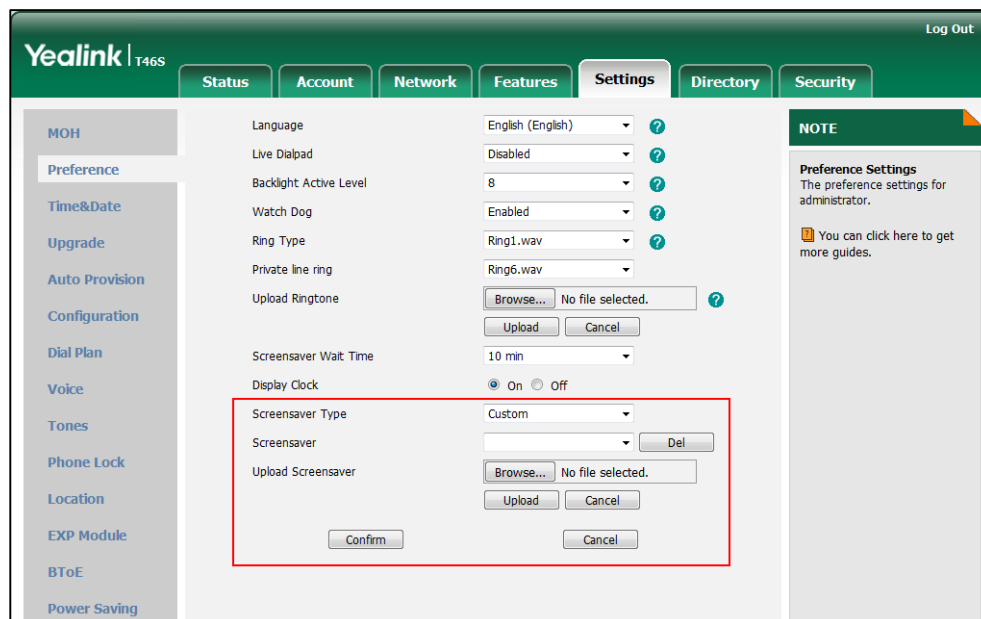 Log Out
Yealink | T46S
Status Account Network Features Settings Directory Security
MOH
Preference
Time&Date
Upgrade
Auto Provision
Configuration
Dial Plan
Voice
Tones
Phone Lock
Location
EXP Module
BToE
Power Saving
Language English (English) ?
Live Dialpad Disabled ?
Backlight Active Level 8 ?
Watch Dog Enabled ?
Ring Type Ring1.wav ?
Private line ring Ring6.wav
Upload Ringtone Browse... No file selected. ?
Upload Cancel
Screensaver Wait Time 10 min
Display Clock On Off
Screensaver Type Custom
Screensaver Del
Upload Screensaver Browse... No file selected.
Upload Cancel
Confirm Cancel
NOTE
Preference Settings
The preference settings for
administrator.
? You can click here to get
more guides.